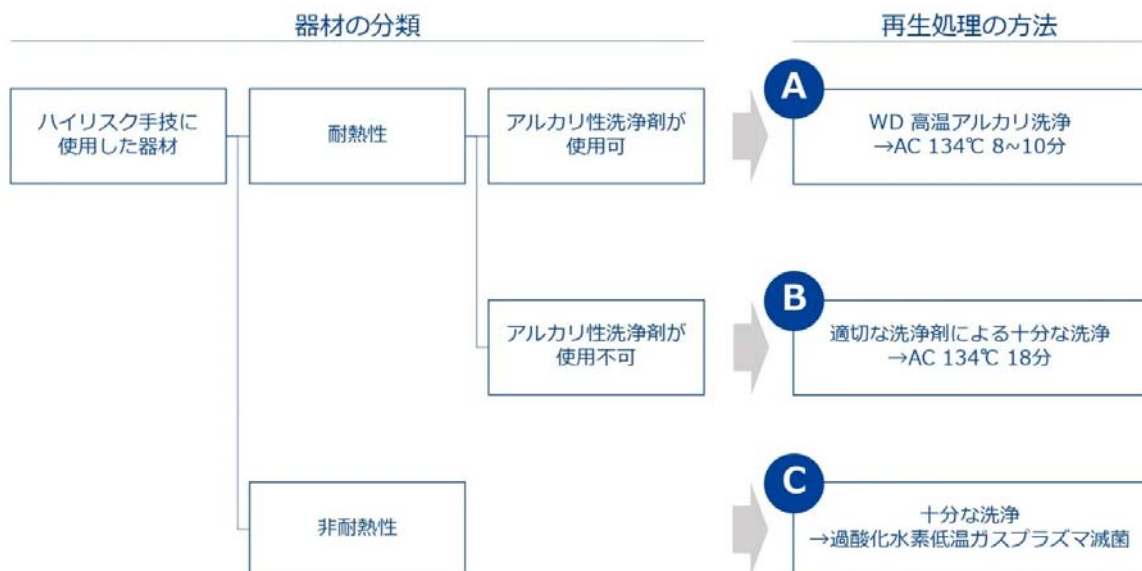 器材の分類
再生処理の方法
ハイリスク手技に
使用した器材
耐熱性
アルカリ性洗浄剤が
使用可
A
WD 高温アルカリ洗浄
→AC 134℃ 8~10分
アルカリ性洗浄剤が
使用不可
B
適切な洗浄剤による十分な洗浄
→AC 134℃ 18分
非耐熱性
C
十分な洗浄
→過酸化水素低温ガスプラズマ滅菌